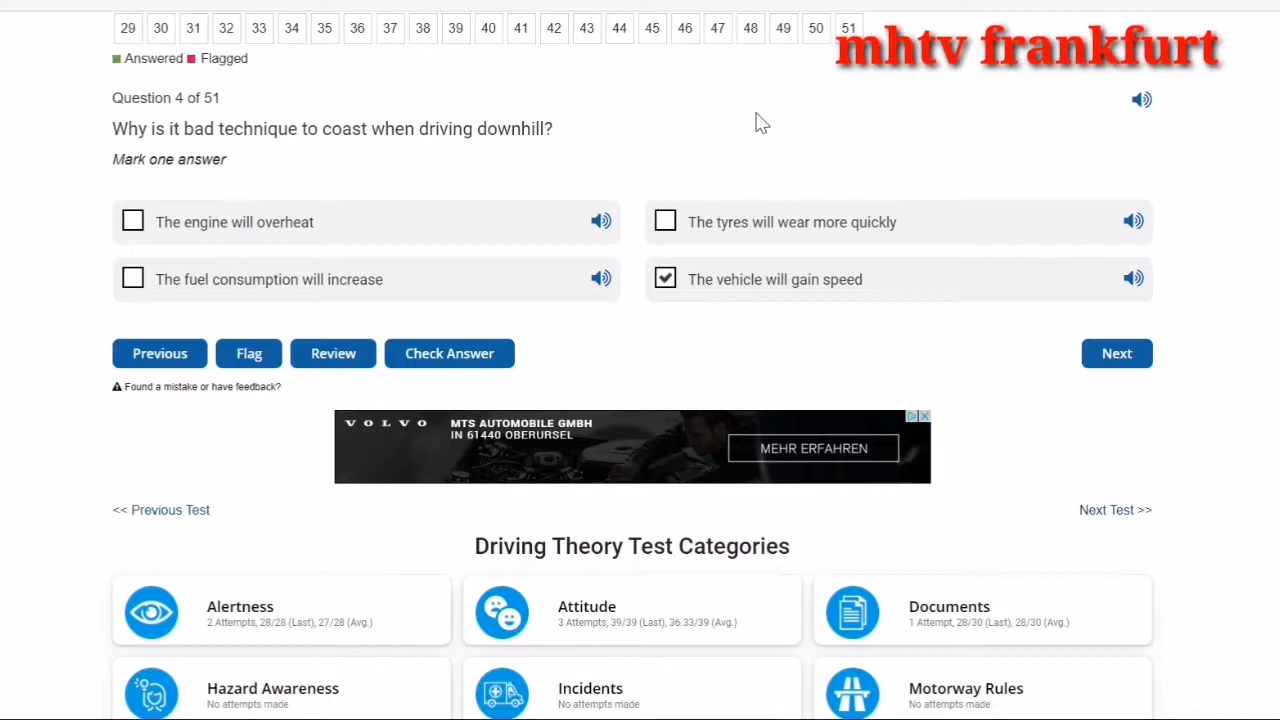 29 30 31 32 33 34 35 36 37 38 39 40 41 42 43 44 45 46 47 48 49 50 51
mhtv frankfurt
Answered Flagged
Question 4 of 51
Why is it bad technique to coast when driving downhill?
Mark one answer
The engine will overheat
The tyres will wear more quickly
The fuel consumption will increase
The vehicle will gain speed
Previous Flag Review Check Answer Next
Found a mistake or have feedback?
VOLVO
MTS AUTOMOBILE GMBH
IN 61440 OBERURSEL
MEHR ERFAHREN
<< Previous Test Next Test >>
Driving Theory Test Categories
Alertness
2 Attempts, 28/28 (Last), 27/28 (Avg.)
Attitude
3 Attempts, 39/39 (Last), 36.33/39 (Avg.)
Documents
1 Attempt, 28/30 (Last), 28/30 (Avg.)
Hazard Awareness
No attempts made
Incidents
No attempts made
Motorway Rules
No attempts made